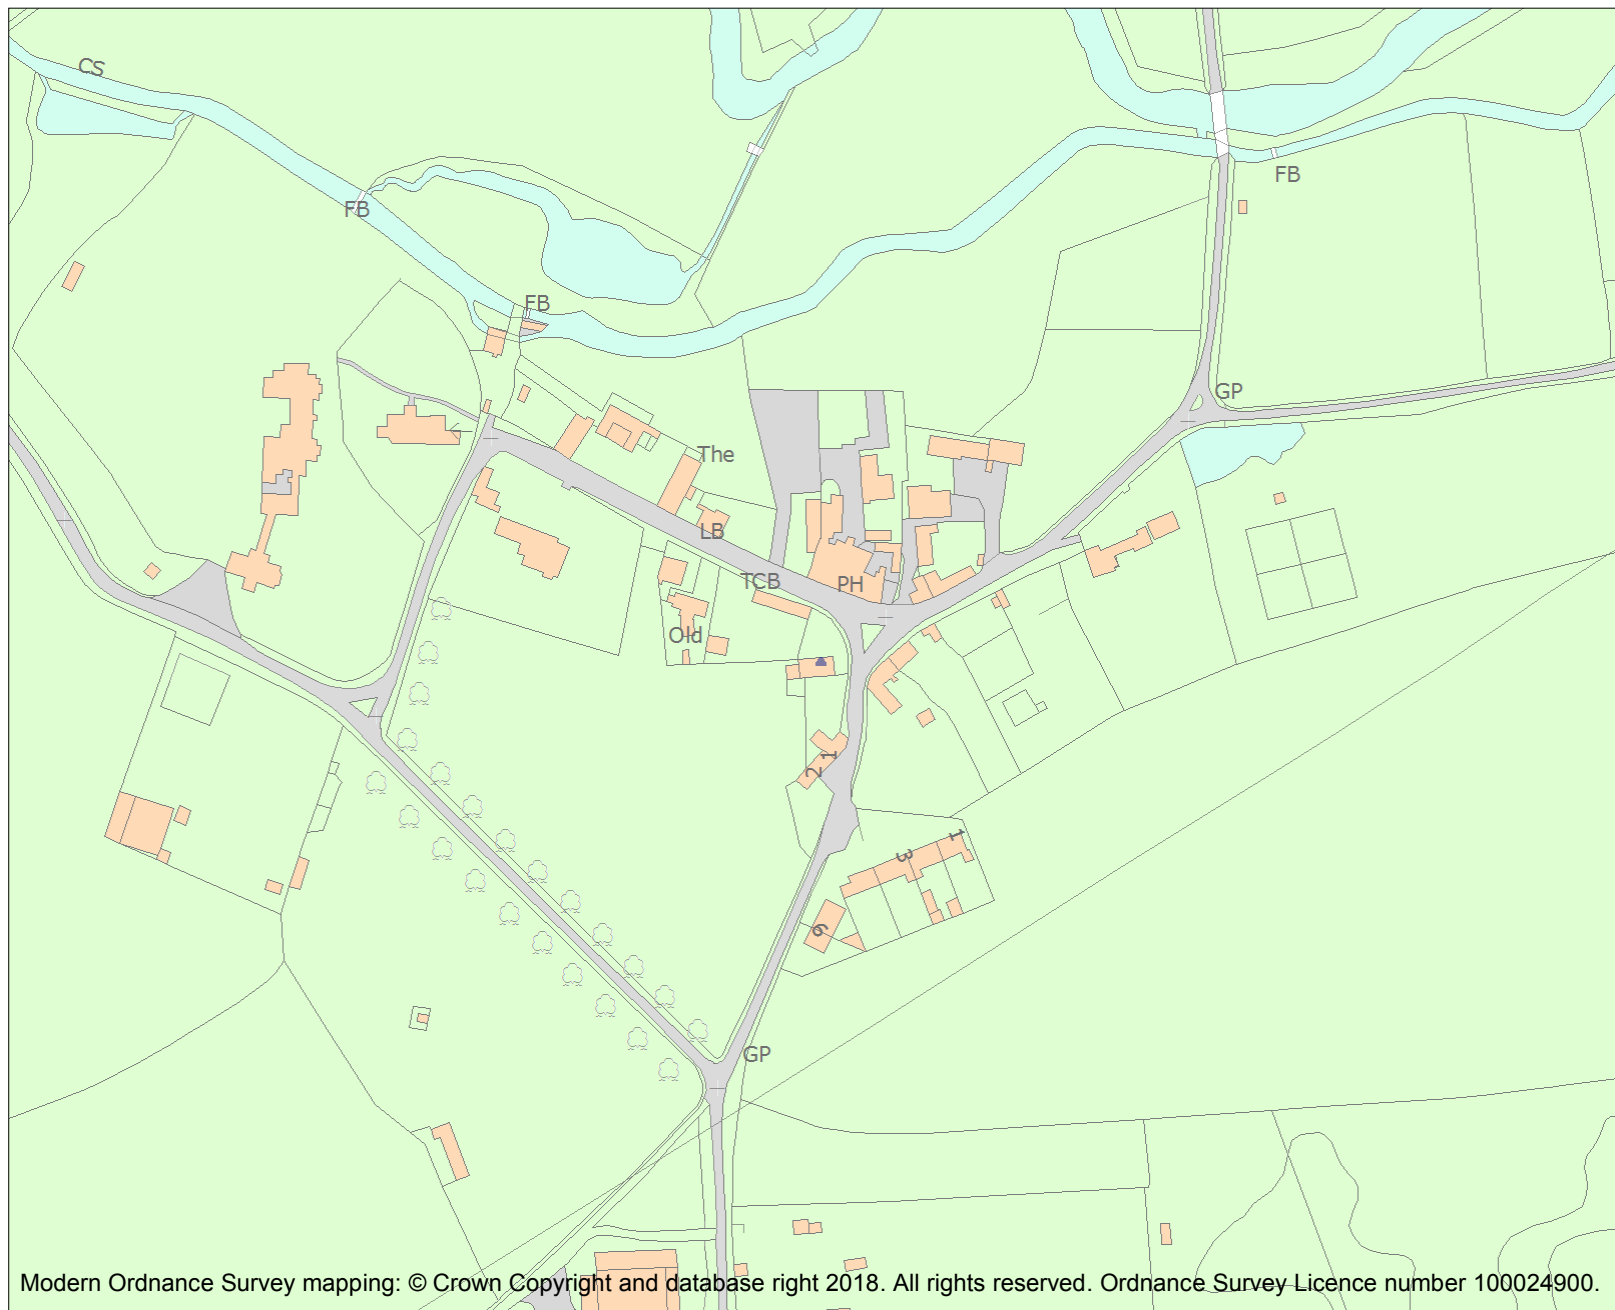 CS
FB
FB
FB
GP
The
LB
TCB
PH
Old
1
2
1
3
6
GP
Modern Ordnance Survey mapping: © Crown Copyright and database right 2018. All rights reserved. Ordnance Survey Licence number 100024900.